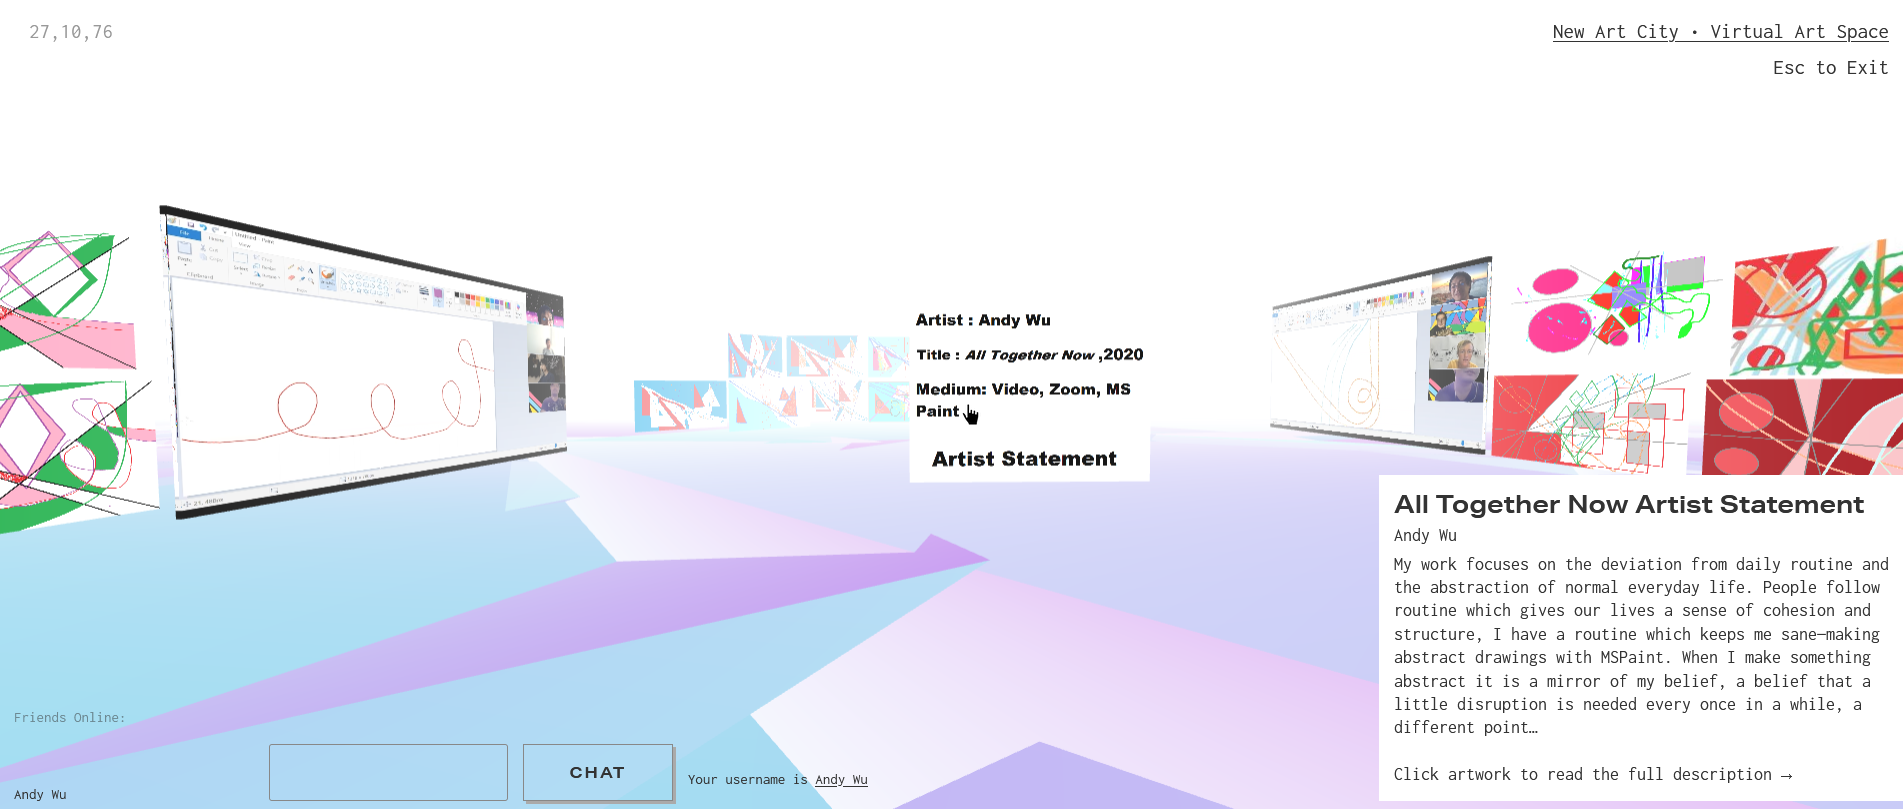 27,10,76
New Art City • Virtual Art Space
Esc to Exit
Artist : Andy Wu
Title : All Together Now ,2020
Medium: Video, Zoom, MS
Paint
Artist Statement
All Together Now Artist Statement
Andy Wu
My work focuses on the deviation from daily routine and
the abstraction of normal everyday life. People follow
routine which gives our lives a sense of cohesion and
structure, I have a routine which keeps me sane—making
abstract drawings with MSPaint. When I make something
abstract it is a mirror of my belief, a belief that a
little disruption is needed every once in a while, a
different point…
Click artwork to read the full description →
Friends Online:
CHAT
Your username is Andy Wu
Andy Wu